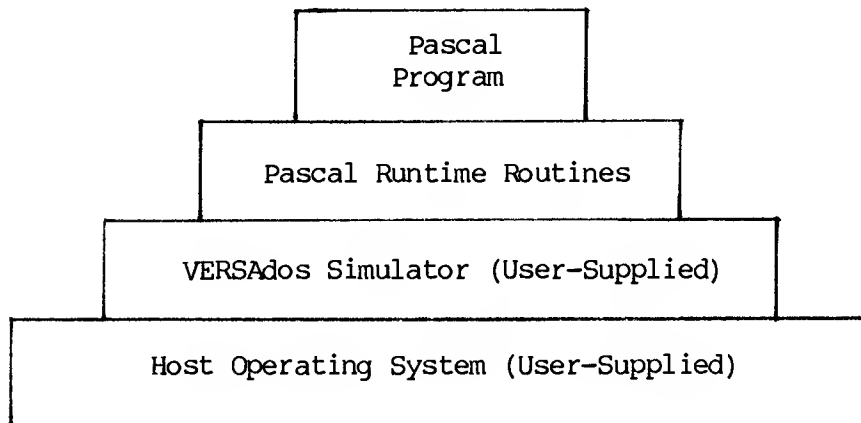 Pascal
Program
Pascal Runtime Routines
VERSAdos Simulator (User-Supplied)
Host Operating System (User-Supplied)